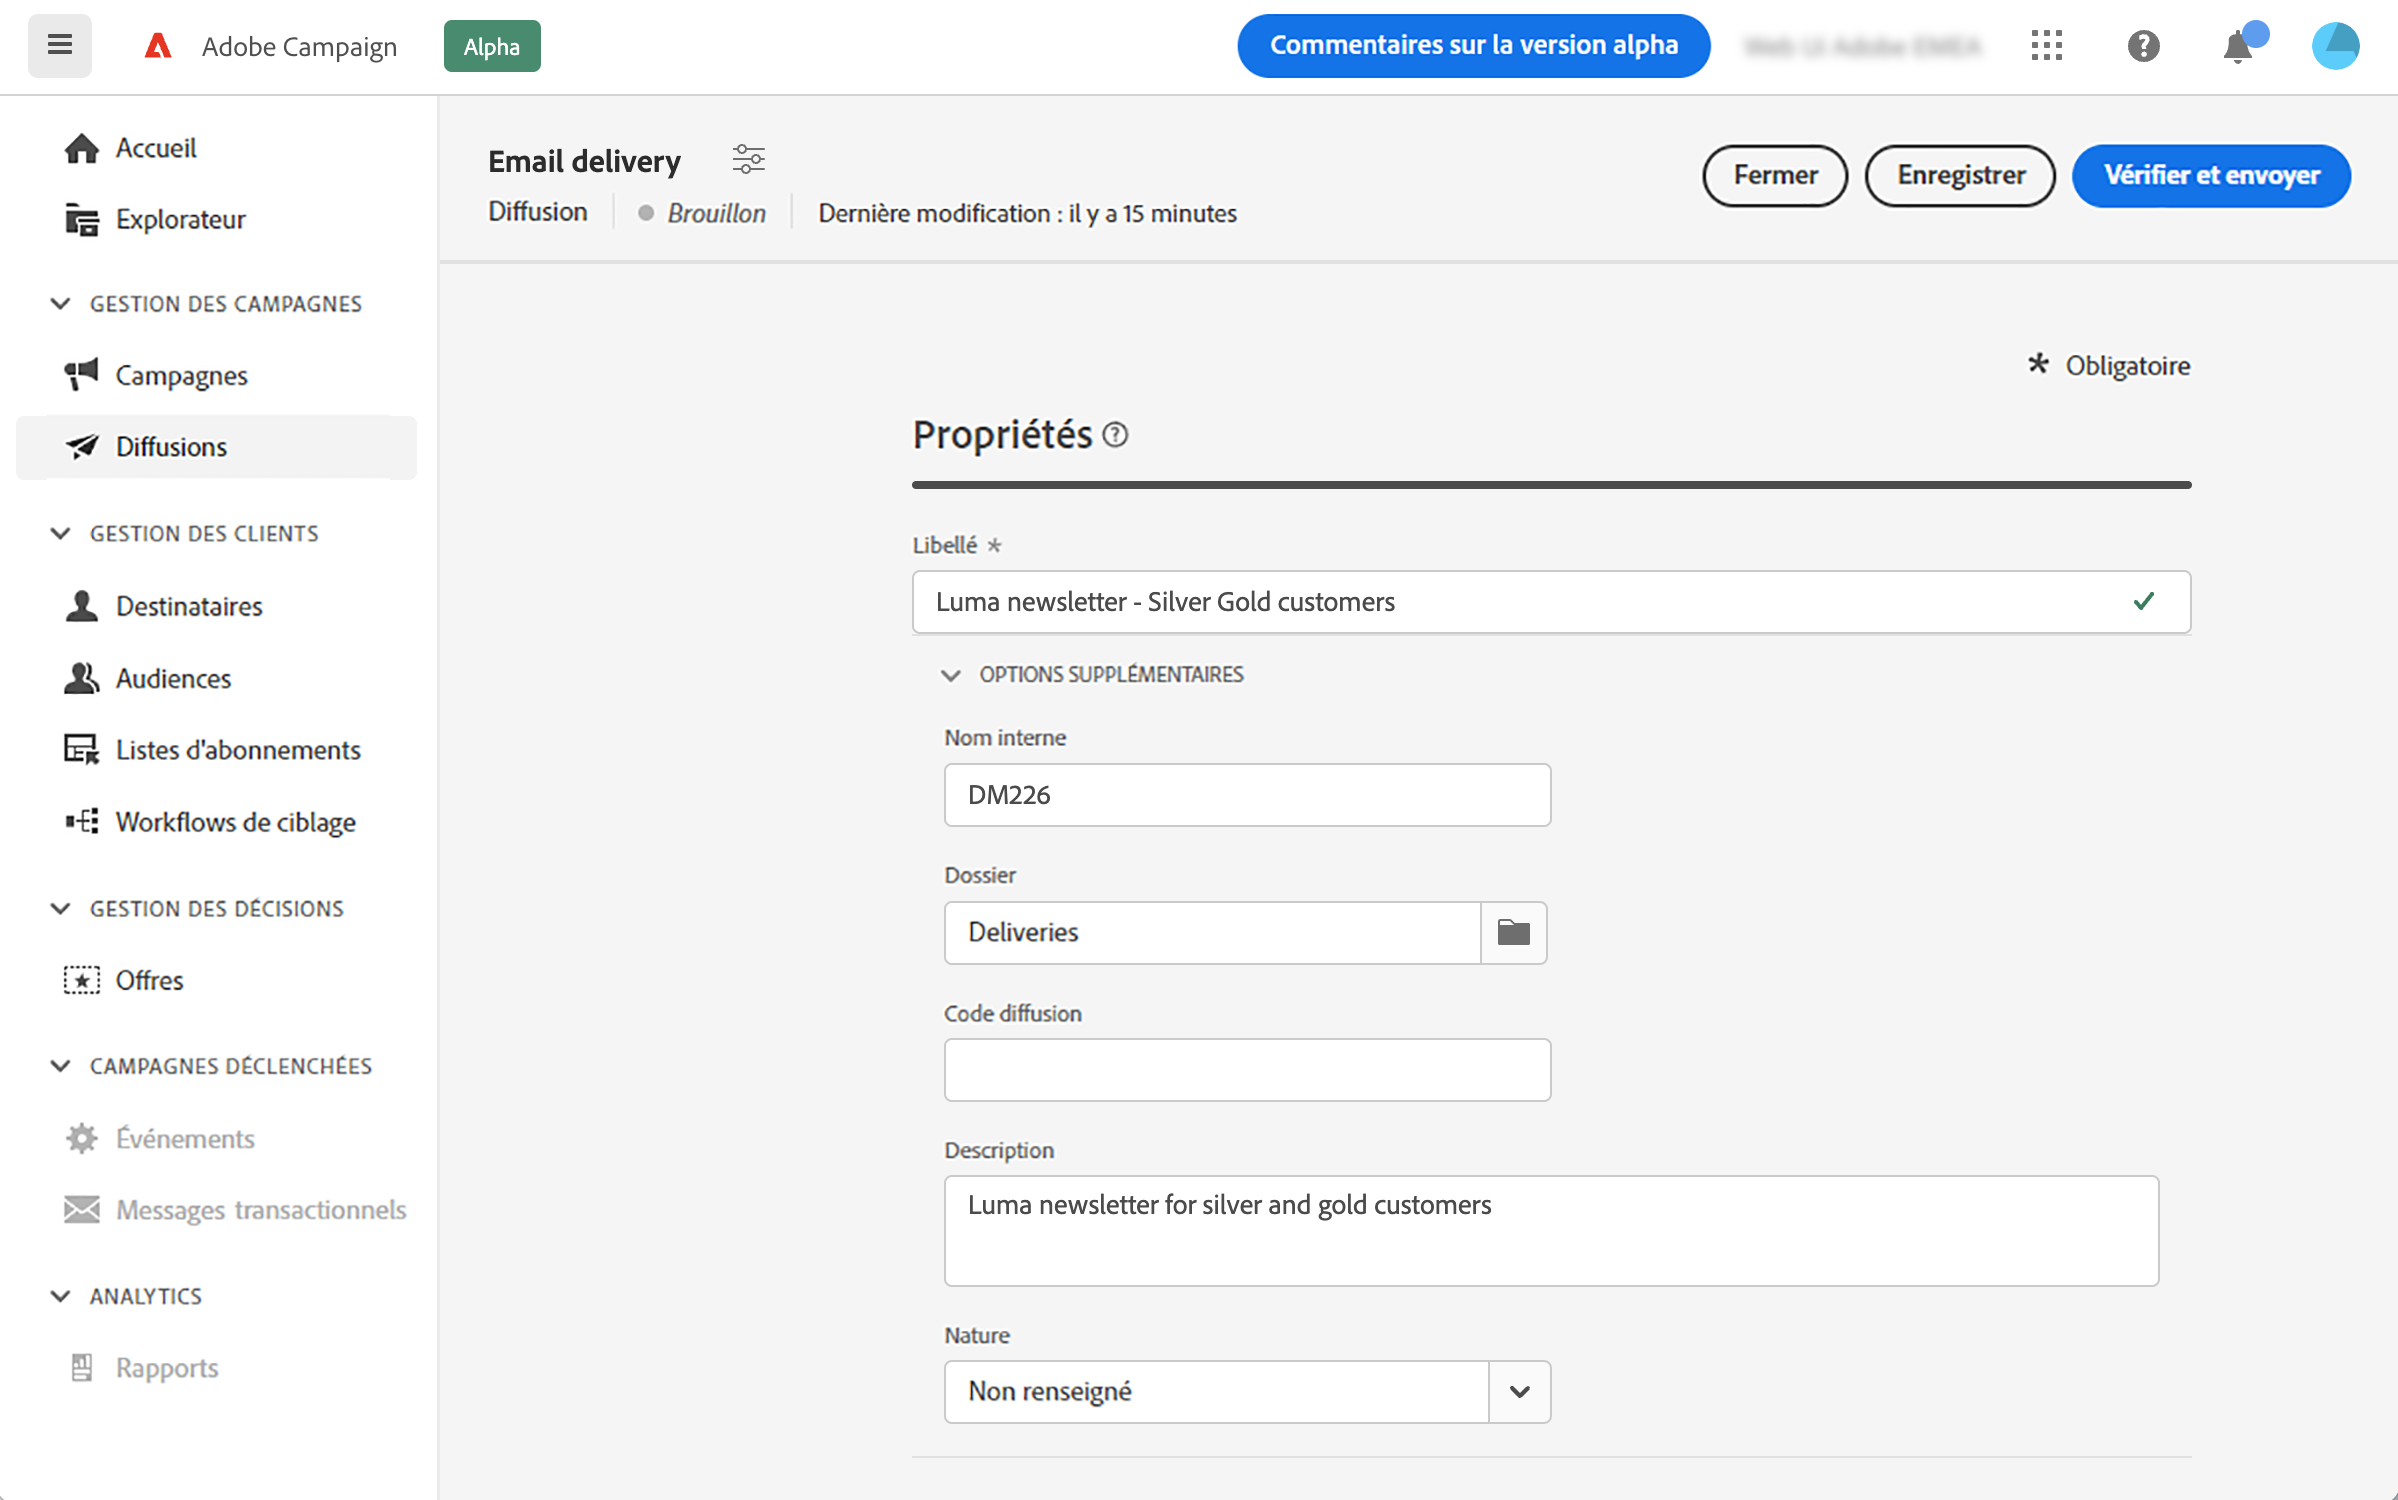 Adobe Campaign
Alpha
Commentaires sur la version alpha
Accueil
Explorateur
GESTION DES CAMPAGNES
Campagnes
Diffusions
GESTION DES CLIENTS
Destinataires
Audiences
Listes d'abonnements
Workflows de ciblage
GESTION DES DÉCISIONS
Offres
CAMPAGNES DÉCLENCHÉES
Événements
Messages transactionnels
ANALYTICS
Rapports
Email delivery
Diffusion
Brouillon
Dernière modification : il y a 15 minutes
Fermer
Enregistrer
Vérifier et envoyer
* Obligatoire
Propriétés
Libellé *
Luma newsletter - Silver Gold customers
OPTIONS SUPPLÉMENTAIRES
Nom interne
DM226
Dossier
Deliveries
Code diffusion
Description
Luma newsletter for silver and gold customers
Nature
Non renseigné